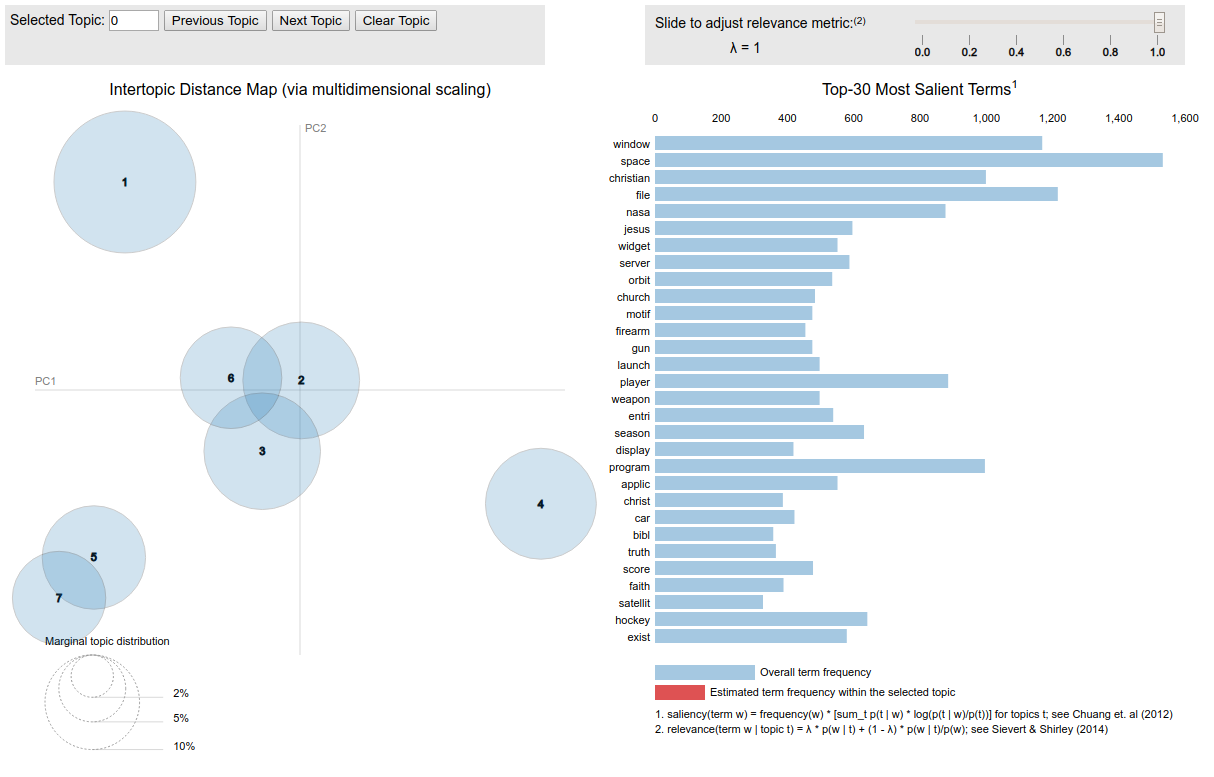 Selected Topic: 0 Previous Topic Next Topic Clear Topic
Slide to adjust relevance metric:(2)
λ = 1
0.0 0.2 0.4 0.6 0.8 1.0
Intertopic Distance Map (via multidimensional scaling)
PC2
PC1
1
6
2
3
4
5
7
Marginal topic distribution
2%
5%
10%
Top-30 Most Salient Terms1
0 200 400 600 800 1,000 1,200 1,400 1,600
window
space
christian
file
nasa
jesus
widget
server
orbit
church
motif
firearm
gun
launch
player
weapon
entri
season
display
program
applic
christ
car
bibl
truth
score
faith
satellit
hockey
exist
Overall term frequency
Estimated term frequency within the selected topic
1. saliency(term w) = frequency(w) * [sum_t p(t | w) * log(p(t | w)/p(t))] for topics t; see Chuang et. al (2012)
2. relevance(term w | topic t) = λ * p(w | t) + (1 - λ) * p(w | t)/p(w); see Sievert & Shirley (2014)